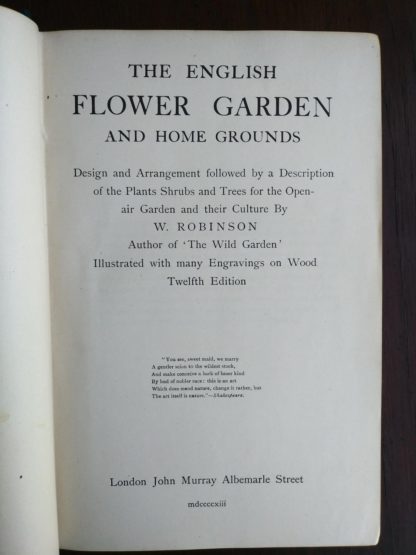 THE ENGLISH
FLOWER GARDEN
AND HOME GROUNDS
Design and Arrangement followed by a Description
of the Plants Shrubs and Trees for the Open-
air Garden and their Culture By
W. ROBINSON
Author of ‘The Wild Garden’
Illustrated with many Engravings on Wood
Twelfth Edition
"You see, sweet maid, we marry
A gentler scion to the wildest stock,
And make conceive a bark of baser kind
By bud of nobler race: this is an art
Which does mend nature, change it rather, but
The art itself is nature."—Shakespeare.
London John Murray Albemarle Street
mdccccxiii